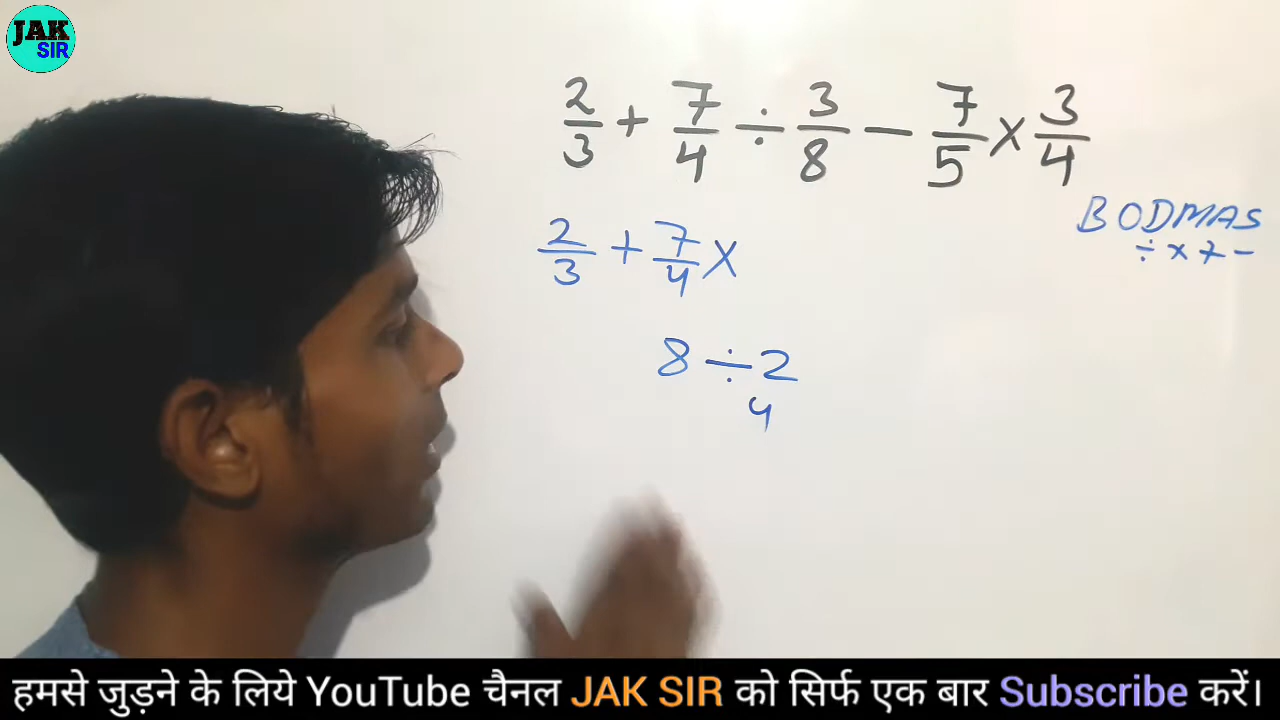 JAK
SIR
2/3 + 7/4 ÷ 3/8 − 7/5 × 3/4
BODMAS
÷ × + −
2/3 + 7/4 ×
8 ÷ 2
4
हमसे जुड़ने के लिये YouTube चैनल JAK SIR को सिर्फ एक बार Subscribe करें।